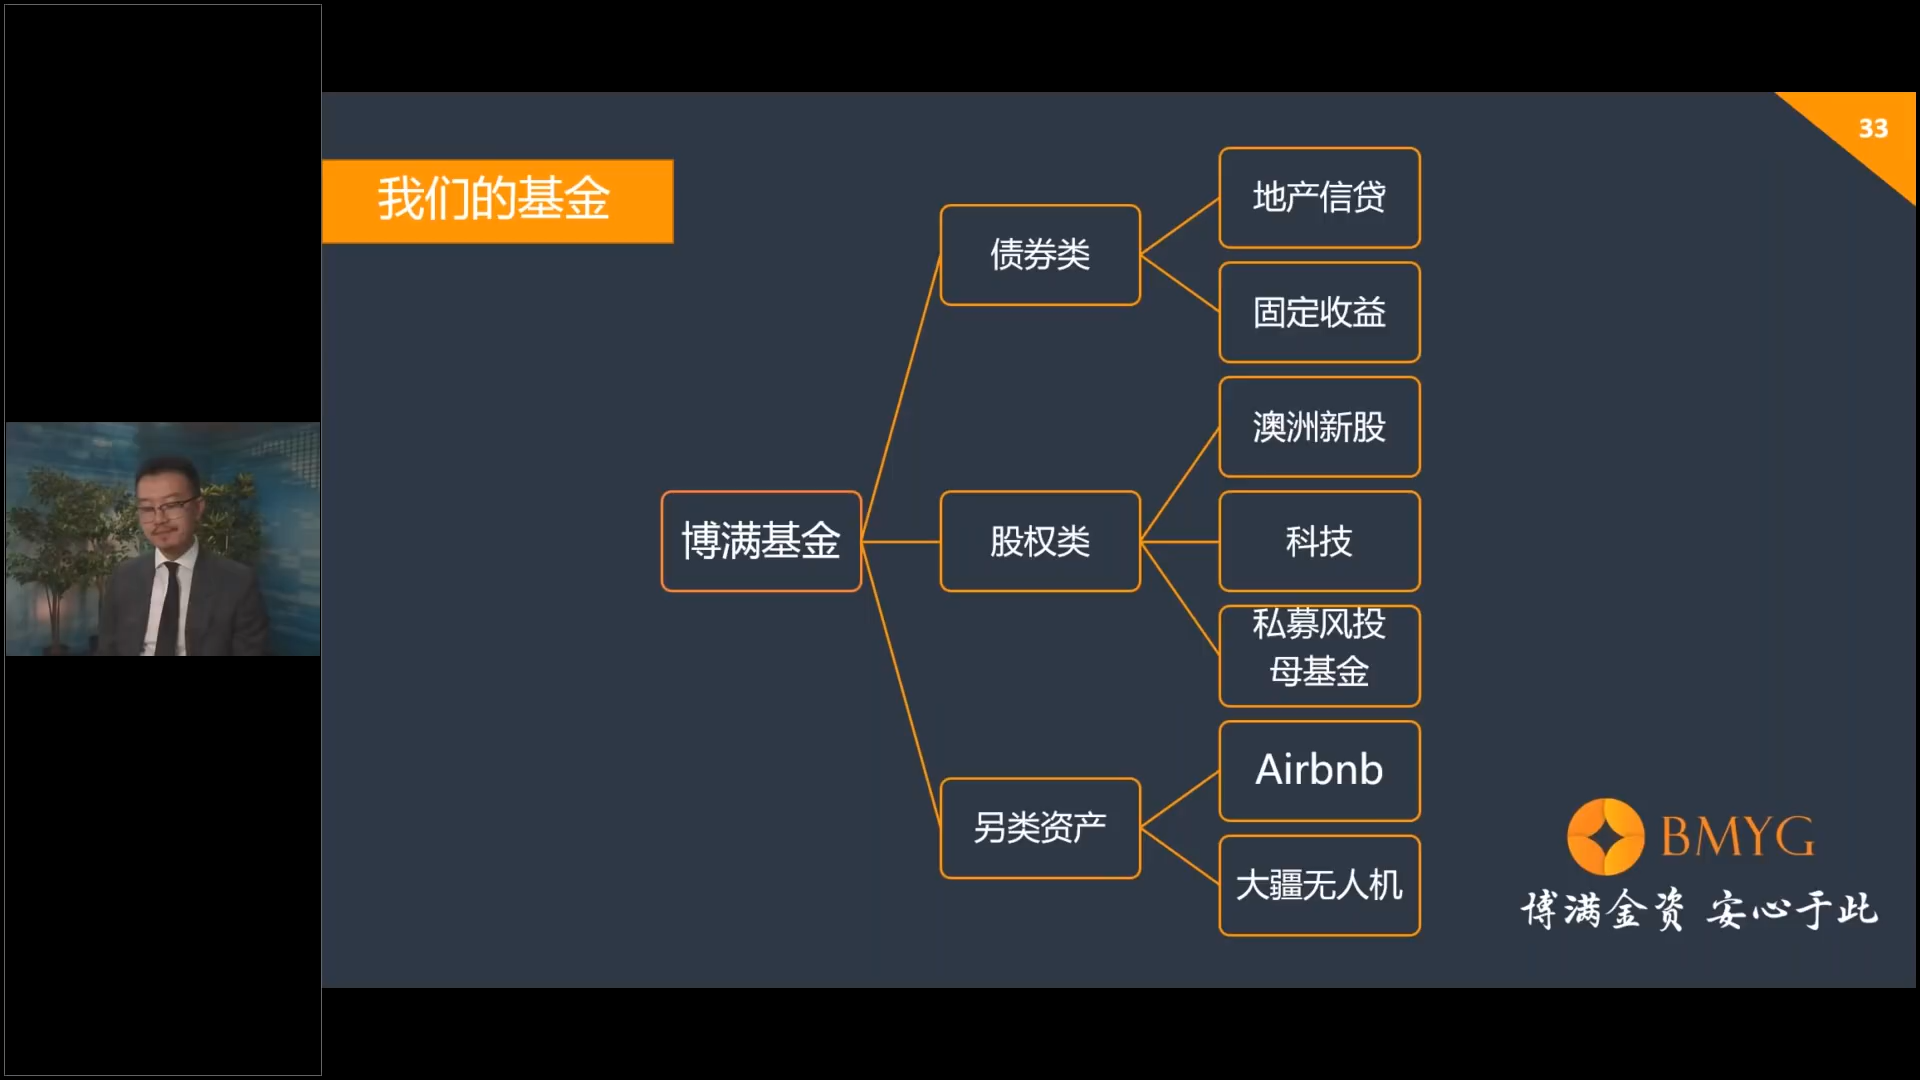 33
我们的基金
博满基金
债券类
地产信贷
固定收益
股权类
澳洲新股
科技
私募风投
母基金
另类资产
Airbnb
大疆无人机
BMYG
博满金资 安心于此